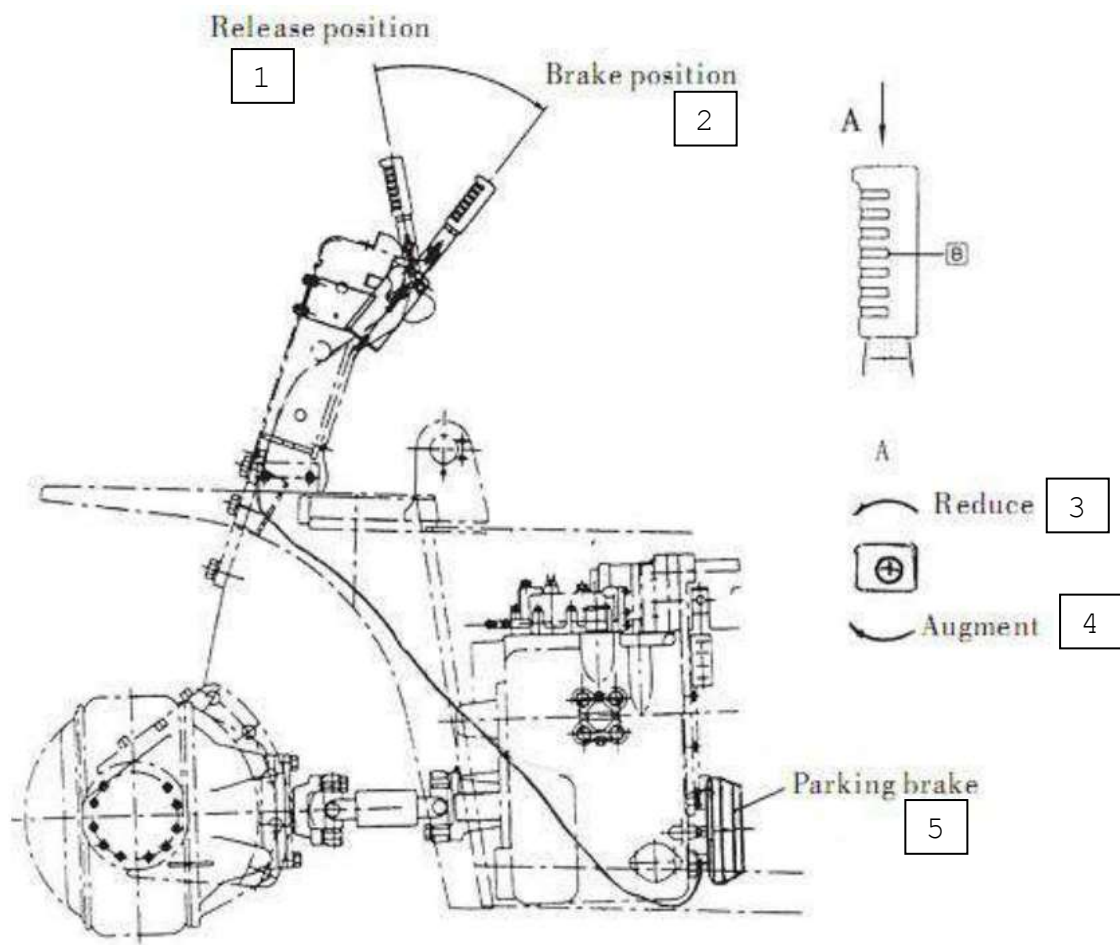 Release position
1
Brake position
2
A
B
A
Reduce
3
Augment
4
Parking brake
5